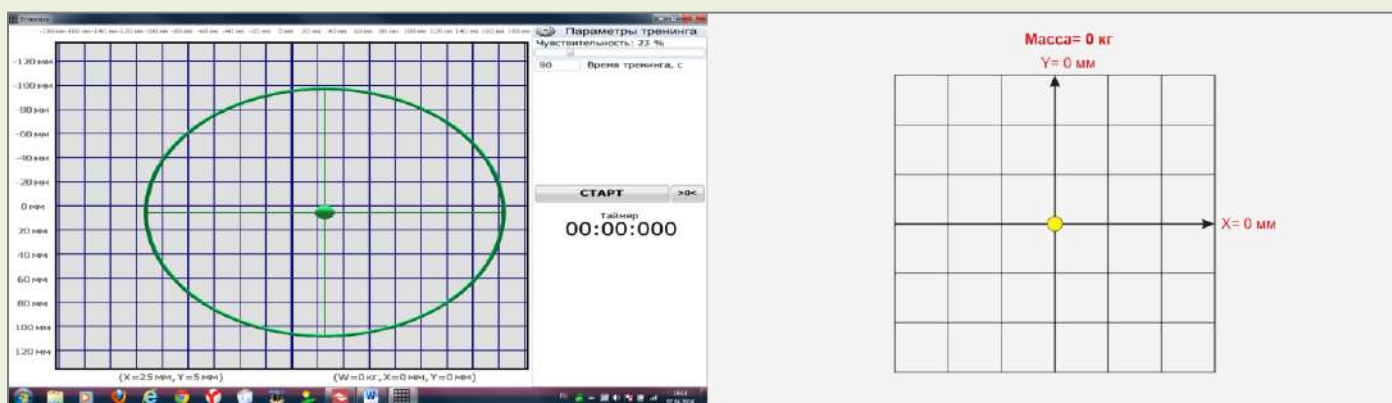 Параметры тренинга
Чувствительность: 23 %
90 Время тренинга, с
-120 мм
-100 мм
-80 мм
-60 мм
-40 мм
-20 мм
0 мм
20 мм
40 мм
60 мм
80 мм
100 мм
120 мм
СТАРТ >0<
Таймер
00:00:000
(X=25 мм, Y=5 мм) (W=0 кг, X=0 мм, Y=0 мм)
Масса= 0 кг
Y= 0 мм
X= 0 мм